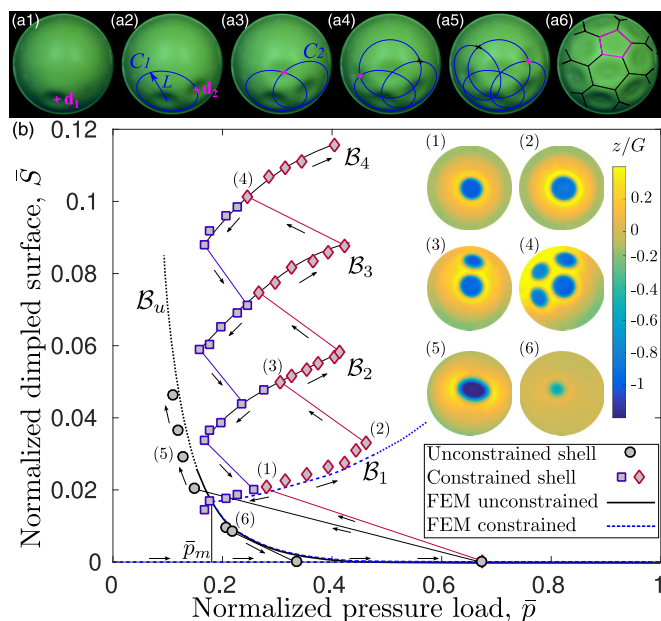 (a1) (a2) (a3) (a4) (a5) (a6)
C1 L d2 C2
d1
(b)
0.12
0.1
0.08
0.06
0.04
0.02
0
Normalized dimpled surface, S̄
(4) B4
B3
Bu
(3) B2
(2)
(1) B1
(5)
(6)
p̄m
(1) (2) z/G
(3) (4)
(5) (6)
0.4
0.2
0
-0.2
-0.4
-0.6
-0.8
-1
-1.2
Unconstrained shell
Constrained shell
FEM unconstrained
FEM constrained
0 0.2 0.4 0.6 0.8 1
Normalized pressure load, p̄